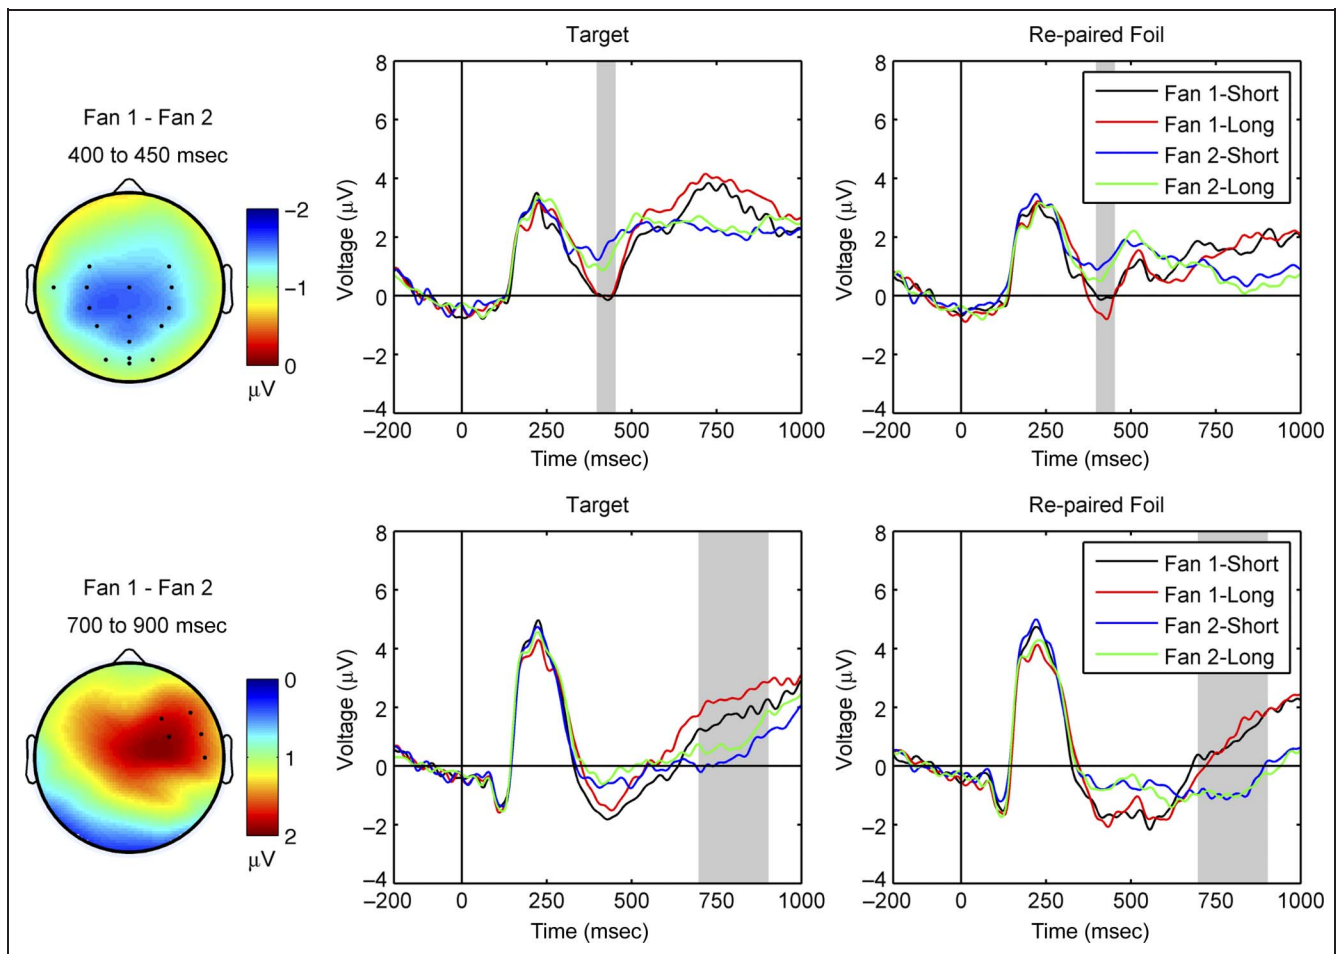 Target
Re-paired Foil
Fan 1 - Fan 2
400 to 450 msec
–2
–1
0
μV
8
6
4
2
0
–2
–4
Voltage (μV)
–200 0 250 500 750 1000
Time (msec)
8
6
4
2
0
–2
–4
Voltage (μV)
–200 0 250 500 750 1000
Time (msec)
Fan 1-Short
Fan 1-Long
Fan 2-Short
Fan 2-Long
Target
Re-paired Foil
Fan 1 - Fan 2
700 to 900 msec
0
1
2
μV
8
6
4
2
0
–2
–4
Voltage (μV)
–200 0 250 500 750 1000
Time (msec)
8
6
4
2
0
–2
–4
Voltage (μV)
–200 0 250 500 750 1000
Time (msec)
Fan 1-Short
Fan 1-Long
Fan 2-Short
Fan 2-Long